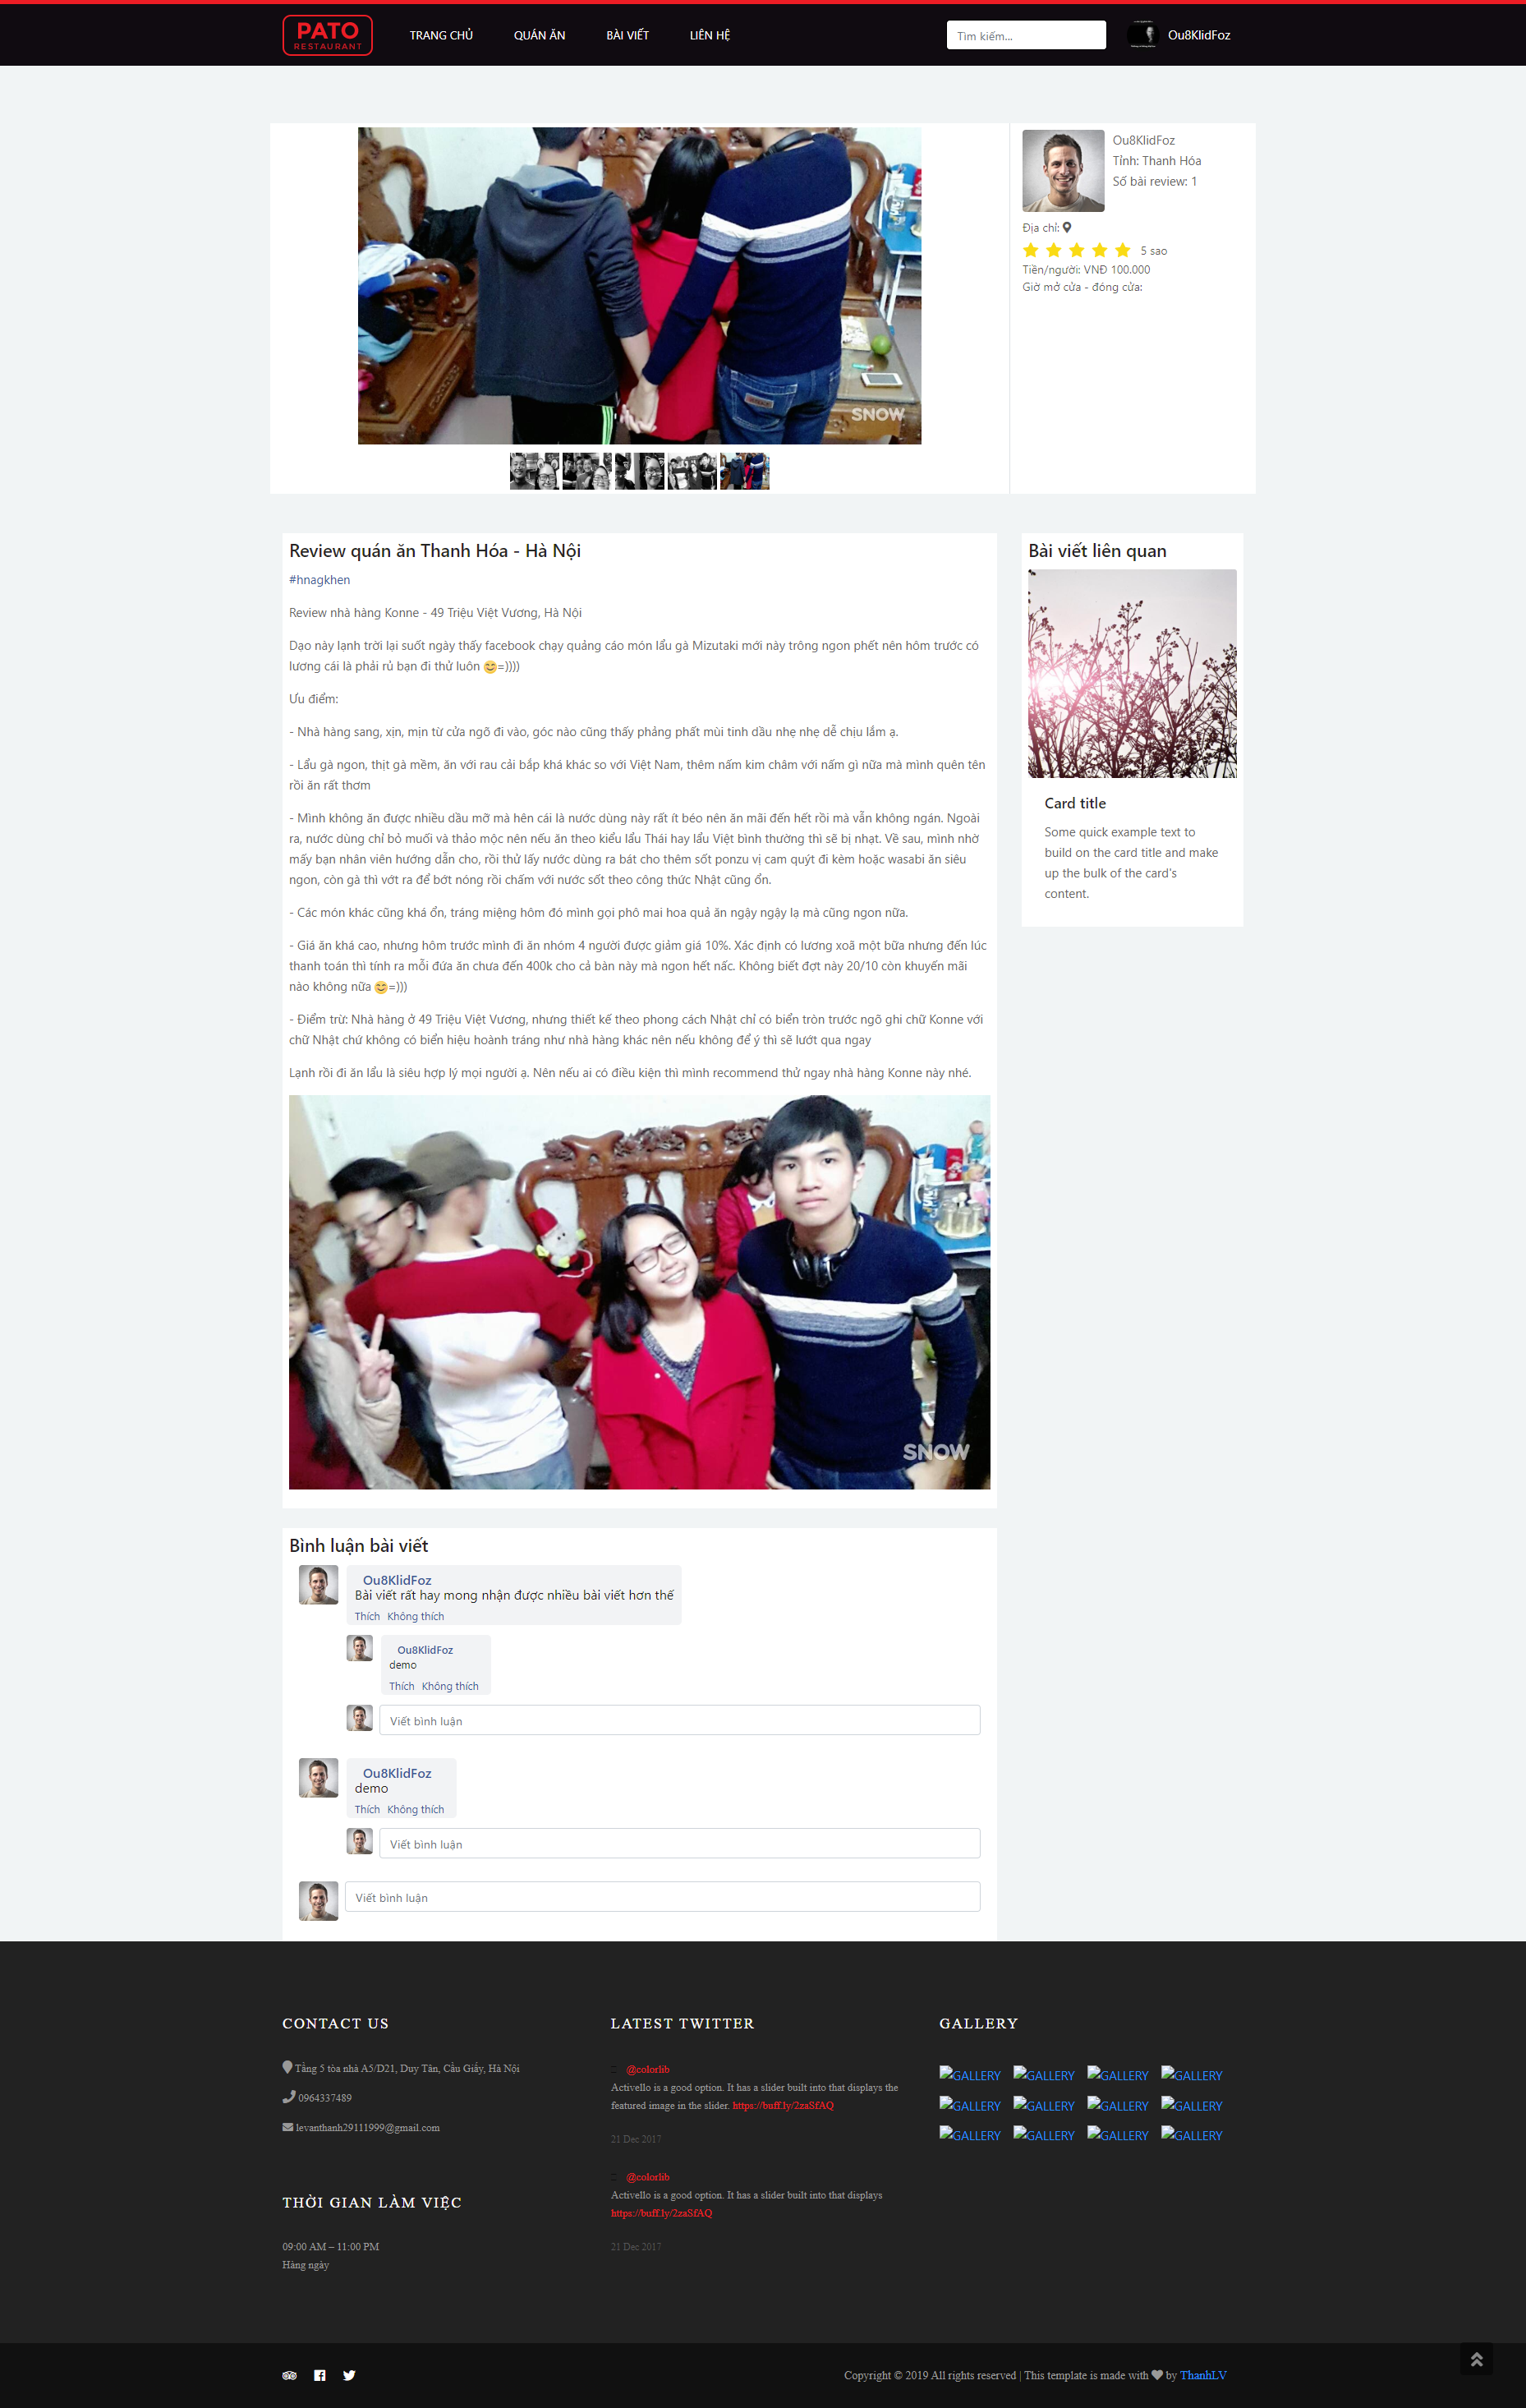 PATO
RESTAURANT
TRANG CHỦ
QUÁN ĂN
BÀI VIẾT
LIÊN HỆ
Tìm kiếm...
Ou8KlidFoz
SNOW
Ou8KlidFoz
Tỉnh: Thanh Hóa
Số bài review: 1
Địa chỉ:
5 sao
Tiền/người: VNĐ 100.000
Giờ mở cửa - đóng cửa:
Review quán ăn Thanh Hóa - Hà Nội
#hnagkhen
Review nhà hàng Konne - 49 Triệu Việt Vương, Hà Nội
Dạo này lạnh trời lại suốt ngày thấy facebook chạy quảng cáo món lẩu gà Mizutaki mới này trông ngon phết nên hôm trước có
lương cái là phải rủ bạn đi thử luôn 😊=))))
Ưu điểm:
- Nhà hàng sang, xịn, mịn từ cửa ngõ đi vào, góc nào cũng thấy phảng phất mùi tinh dầu nhẹ nhẹ dễ chịu lắm ạ.
- Lẩu gà ngon, thịt gà mềm, ăn với rau cải bắp khá khác so với Việt Nam, thêm nấm kim châm với nấm gì nữa mà mình quên tên
rồi ăn rất thơm
- Mình không ăn được nhiều dầu mỡ mà hên cái là nước dùng này rất ít béo nên ăn mãi đến hết rồi mà vẫn không ngán. Ngoài
ra, nước dùng chỉ bỏ muối và thảo mộc nên nếu ăn theo kiểu lẩu Thái hay lẩu Việt bình thường thì sẽ bị nhạt. Về sau, mình nhờ
mấy bạn nhân viên hướng dẫn cho, rồi thử lấy nước dùng ra bát cho thêm sốt ponzu vị cam quýt đi kèm hoặc wasabi ăn siêu
ngon, còn gà thì vớt ra để bớt nóng rồi chấm với nước sốt theo công thức Nhật cũng ổn.
- Các món khác cũng khá ổn, tráng miệng hôm đó mình gọi phô mai hoa quả ăn ngậy ngậy lạ mà cũng ngon nữa.
- Giá ăn khá cao, nhưng hôm trước mình đi ăn nhóm 4 người được giảm giá 10%. Xác định có lương xoã một bữa nhưng đến lúc
thanh toán thì tính ra mỗi đứa ăn chưa đến 400k cho cả bàn này mà ngon hết nấc. Không biết đợt này 20/10 còn khuyến mãi
nào không nữa 😊=)))
- Điểm trừ: Nhà hàng ở 49 Triệu Việt Vương, nhưng thiết kế theo phong cách Nhật chỉ có biển tròn trước ngõ ghi chữ Konne với
chữ Nhật chứ không có biển hiệu hoành tráng như nhà hàng khác nên nếu không để ý thì sẽ lướt qua ngay
Lạnh rồi đi ăn lẩu là siêu hợp lý mọi người ạ. Nên nếu ai có điều kiện thì mình recommend thử ngay nhà hàng Konne này nhé.
SNOW
Bài viết liên quan
Card title
Some quick example text to
build on the card title and make
up the bulk of the card's
content.
Bình luận bài viết
Ou8KlidFoz
Bài viết rất hay mong nhận được nhiều bài viết hơn thế
Thích Không thích
Ou8KlidFoz
demo
Thích Không thích
Viết bình luận
Ou8KlidFoz
demo
Thích Không thích
Viết bình luận
Viết bình luận
CONTACT US
Tầng 5 tòa nhà A5/D21, Duy Tân, Cầu Giấy, Hà Nội
0964337489
levanthanh29111999@gmail.com
THỜI GIAN LÀM VIỆC
09:00 AM – 11:00 PM
Hàng ngày
LATEST TWITTER
@colorlib
Activello is a good option. It has a slider built into that displays the
featured image in the slider. https://buff.ly/2zaSfAQ
21 Dec 2017
@colorlib
Activello is a good option. It has a slider built into that displays
https://buff.ly/2zaSfAQ
21 Dec 2017
GALLERY
GALLERY GALLERY GALLERY GALLERY
GALLERY GALLERY GALLERY GALLERY
GALLERY GALLERY GALLERY GALLERY
Copyright © 2019 All rights reserved | This template is made with ♥ by ThanhLV